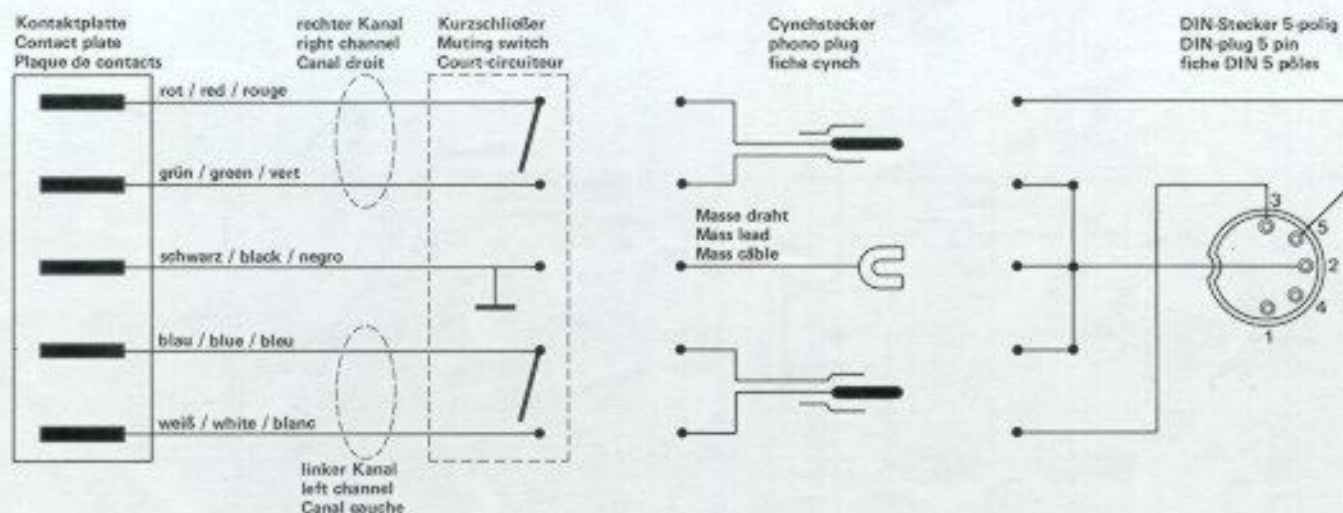 Kontaktplatte
Contact plate
Plaque de contacts
rechter Kanal
right channel
Canal droit
Kurzschließer
Muting switch
Court-circuiteur
Cynchstecker
phono plug
fiche cynch
DIN-Stecker 5-polig
DIN-plug 5 pin
fiche DIN 5 pôles
rot / red / rouge
grün / green / vert
schwarz / black / negro
blau / blue / bleu
weiß / white / blanc
Masse draht
Mass lead
Mass câble
3
5
2
4
1
linker Kanal
left channel
Canal gauche